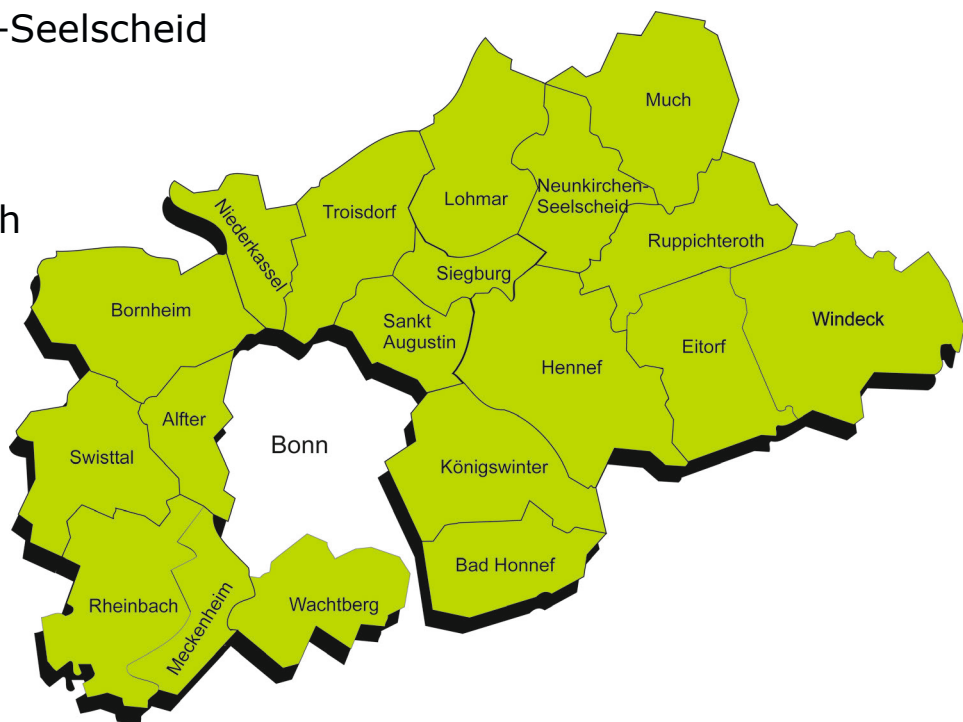 -Seelscheid
h
Much
Neunkirchen-
Seelscheid
Lohmar
Troisdorf
Niederkassel
Ruppichteroth
Siegburg
Bornheim
Sankt
Augustin
Windeck
Eitorf
Hennef
Alfter
Bonn
Swisttal
Königswinter
Bad Honnef
Rheinbach
Meckenheim
Wachtberg